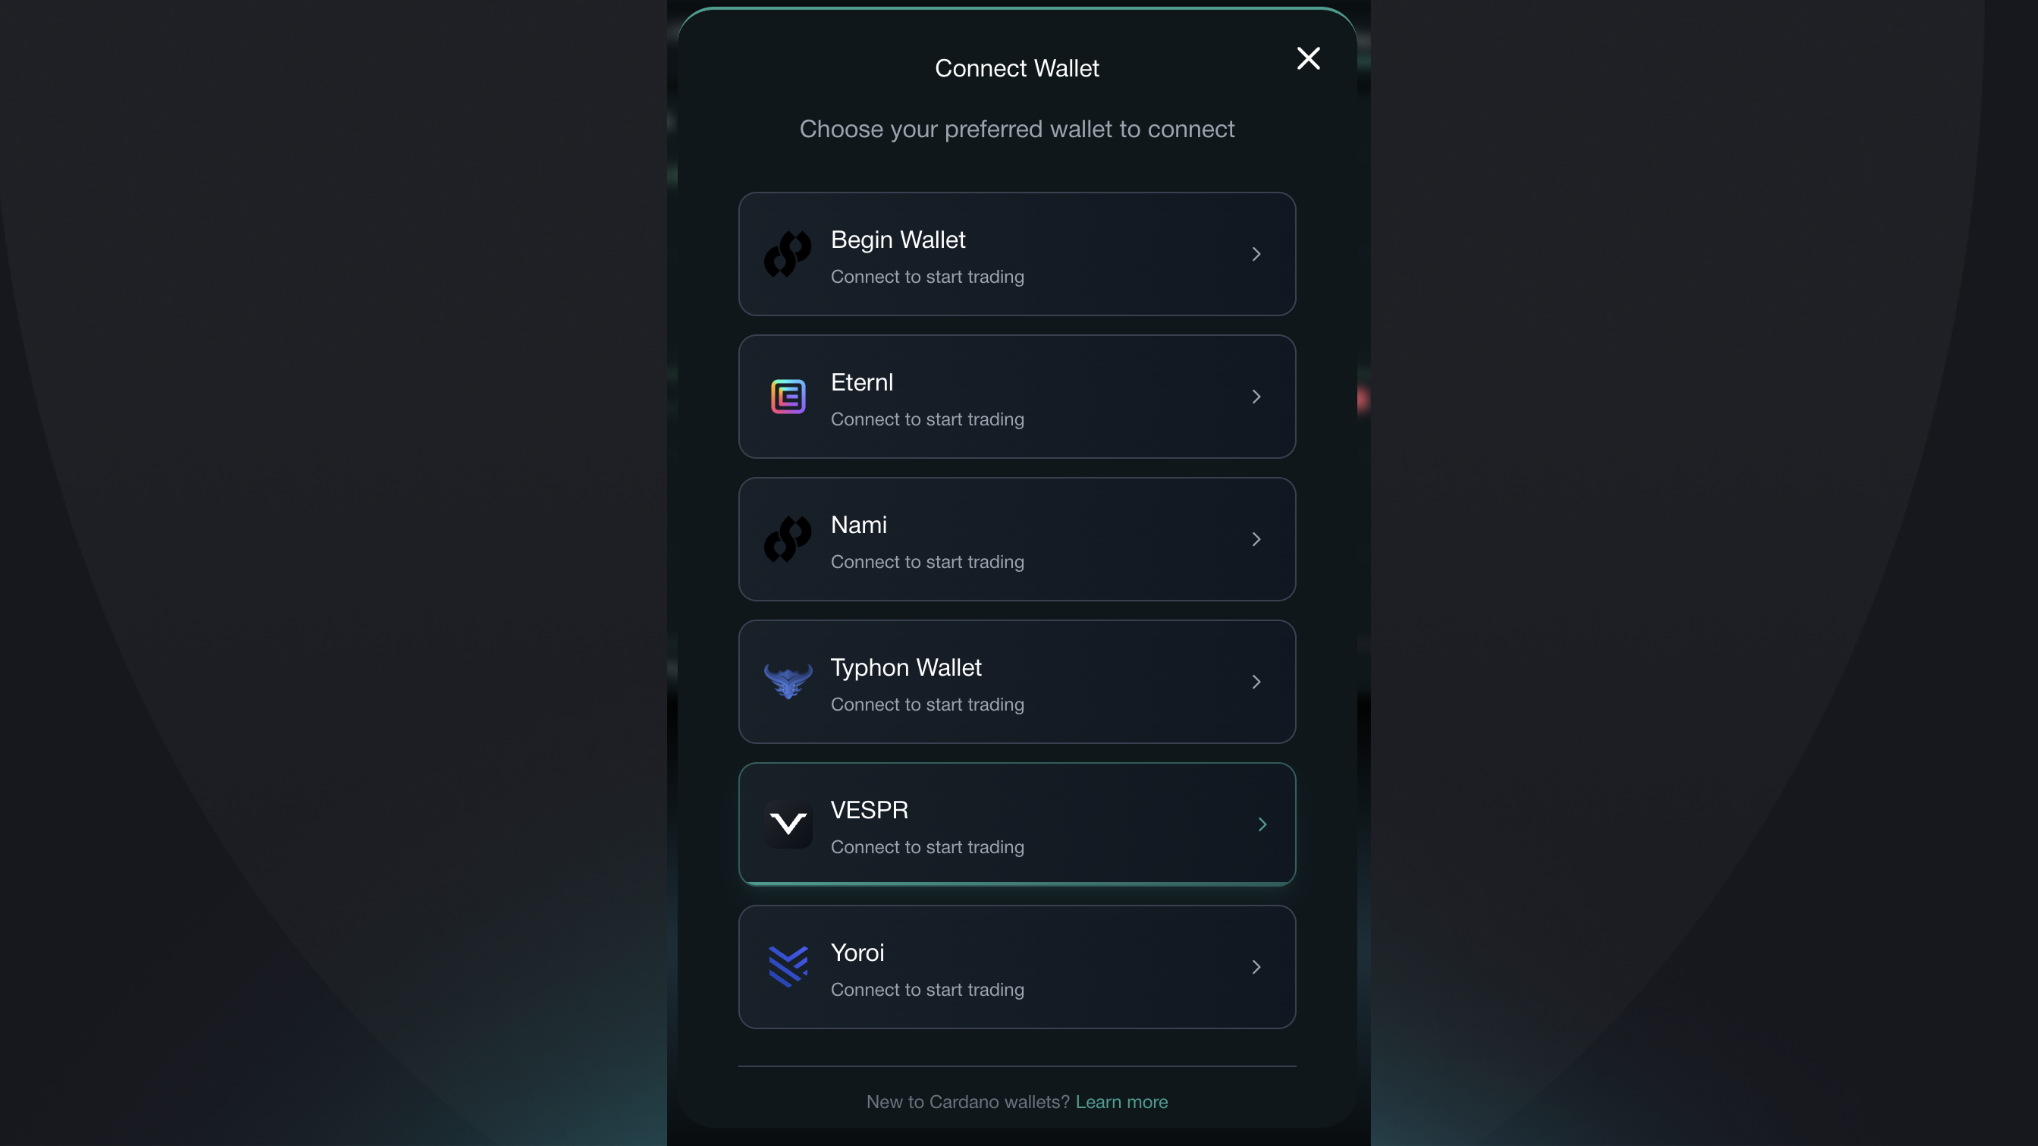 Connect Wallet
Choose your preferred wallet to connect
Begin Wallet
Connect to start trading
Eternl
Connect to start trading
Nami
Connect to start trading
Typhon Wallet
Connect to start trading
VESPR
Connect to start trading
Yoroi
Connect to start trading
New to Cardano wallets? Learn more